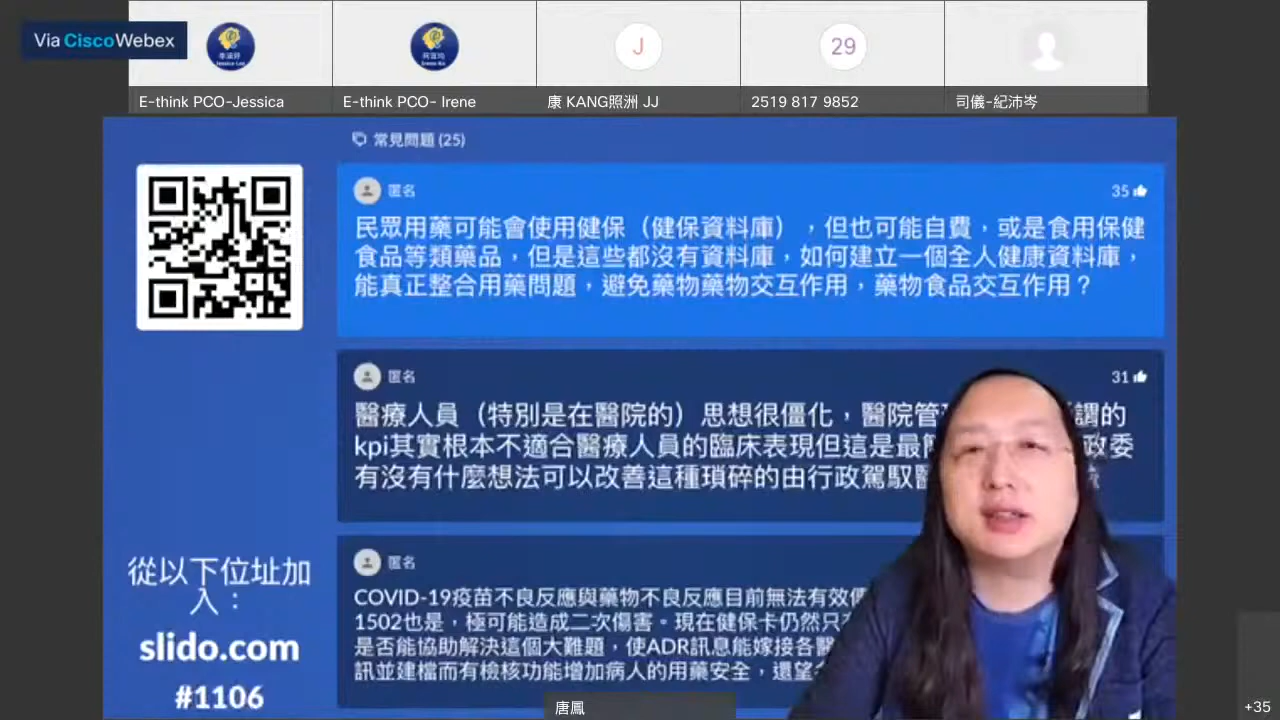 Via Cisco Webex
E-think PCO-Jessica
E-think PCO- Irene
J
康 KANG照洲 JJ
29
2519 817 9852
司儀-紀沛岑
常見問題 (25)
匿名
35
民眾用藥可能會使用健保（健保資料庫），但也可能自費，或是食用保健
食品等類藥品，但是這些都沒有資料庫，如何建立一個全人健康資料庫，
能真正整合用藥問題，避免藥物藥物交互作用，藥物食品交互作用？
匿名
31
醫療人員（特別是在醫院的）思想很僵化，醫院管 謂的
kpi其實根本不適合醫療人員的臨床表現但這是最 政委
有沒有什麼想法可以改善這種瑣碎的由行政駕馭
匿名
COVID-19疫苗不良反應與藥物不良反應目前無法有效
1502也是，極可能造成二次傷害。現在健保卡仍然只
是否能協助解決這個大難題，使ADR訊息能嫁接各醫
訊並建檔而有檢核功能增加病人的用藥安全，還望
從以下位址加
入：
slido.com
#1106
唐鳳
+35